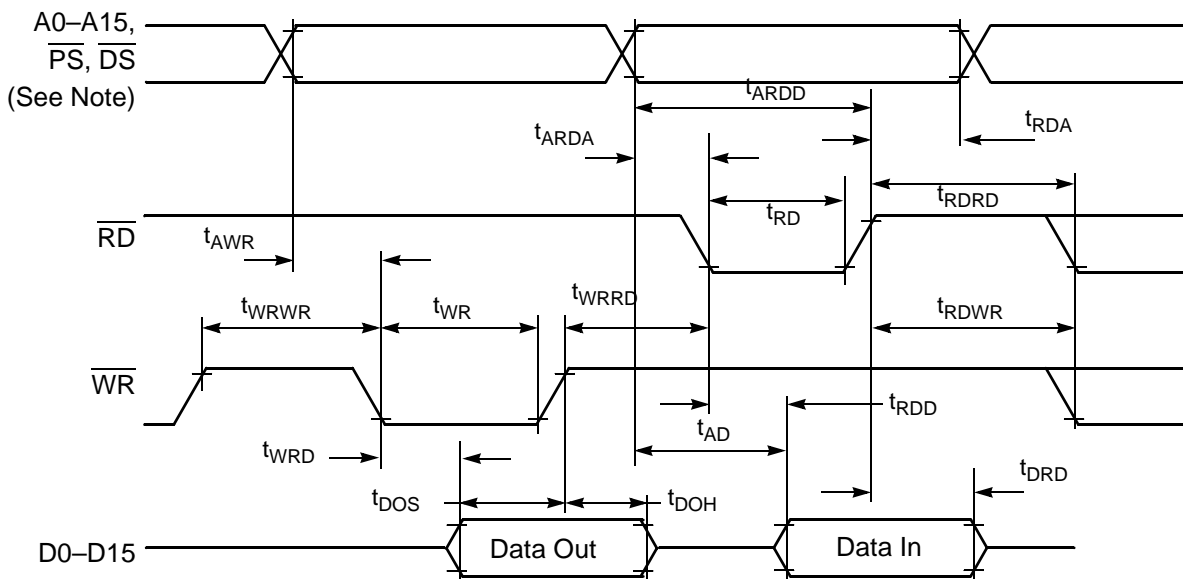 A0–A15,
PS, DS
(See Note)
tARDD
tRDA
tARDA
tRDRD
tRD
RD
tAWR
tWRRD
tWRWR
tWR
tRDWR
WR
tRDD
tAD
tWRD
tDRD
tDOS
tDOH
D0–D15
Data Out
Data In